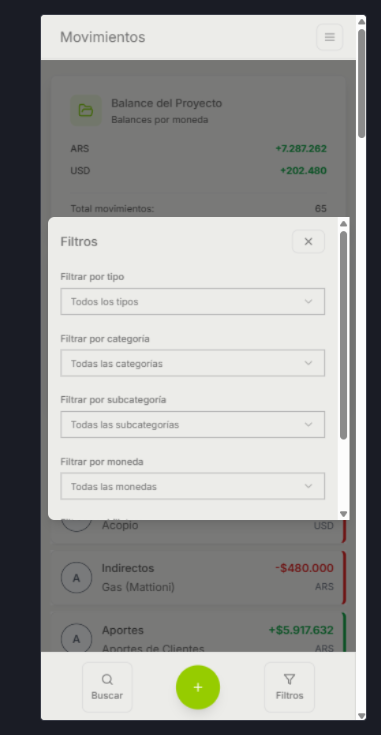 Movimientos
Balance del Proyecto
Balances por moneda
ARS +7.287.262
USD +202.480
Total movimientos: 65
Filtros
Filtrar por tipo
Todos los tipos
Filtrar por categoría
Todas las categorías
Filtrar por subcategoría
Todas las subcategorías
Filtrar por moneda
Todas las monedas
Acopio USD
A Indirectos -$480.000
Gas (Mattioni) ARS
A Aportes +$5.917.632
Aportes de Clientes ARS
+
Buscar Filtros